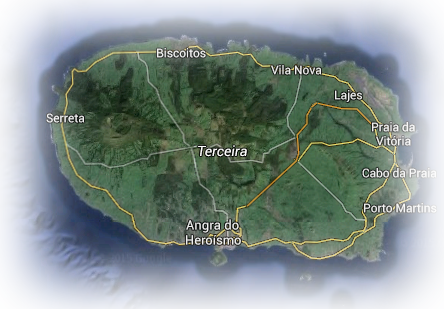 Biscoitos
Vila Nova
Lajes
Serreta
Praia da
Vitória
Terceira
Cabo da Praia
Porto Martins
Angra do
Heroísmo